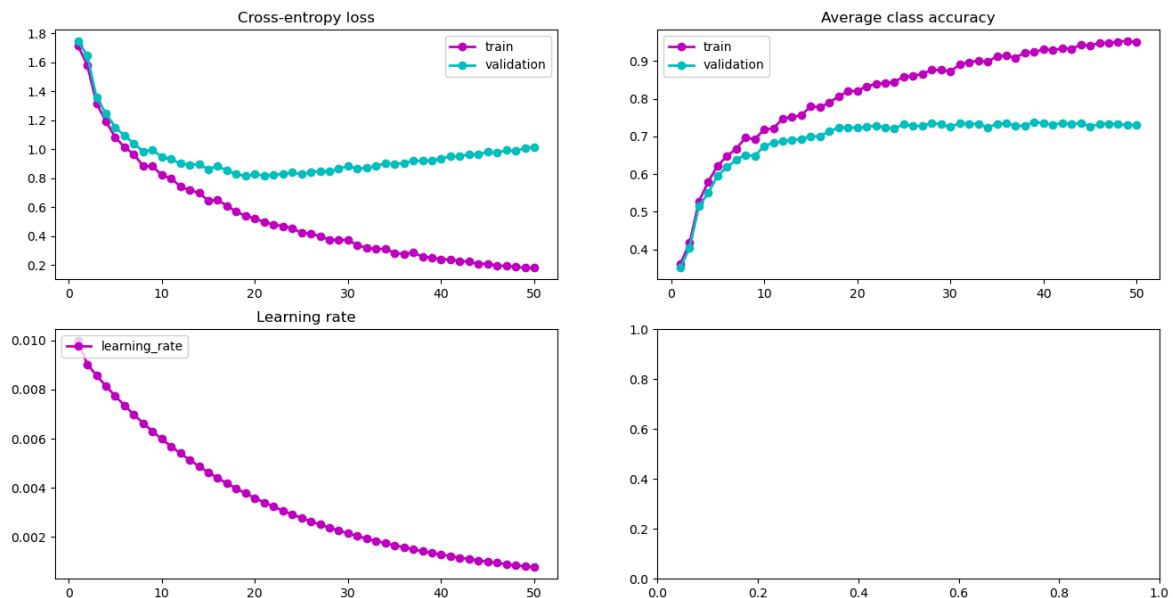 Cross-entropy loss
1.8
1.6
1.4
1.2
1.0
0.8
0.6
0.4
0.2
train
validation
0 10 20 30 40 50
Average class accuracy
0.9
0.8
0.7
0.6
0.5
0.4
train
validation
0 10 20 30 40 50
Learning rate
0.010
0.008
0.006
0.004
0.002
learning_rate
0 10 20 30 40 50
1.0
0.8
0.6
0.4
0.2
0.0
0.0 0.2 0.4 0.6 0.8 1.0